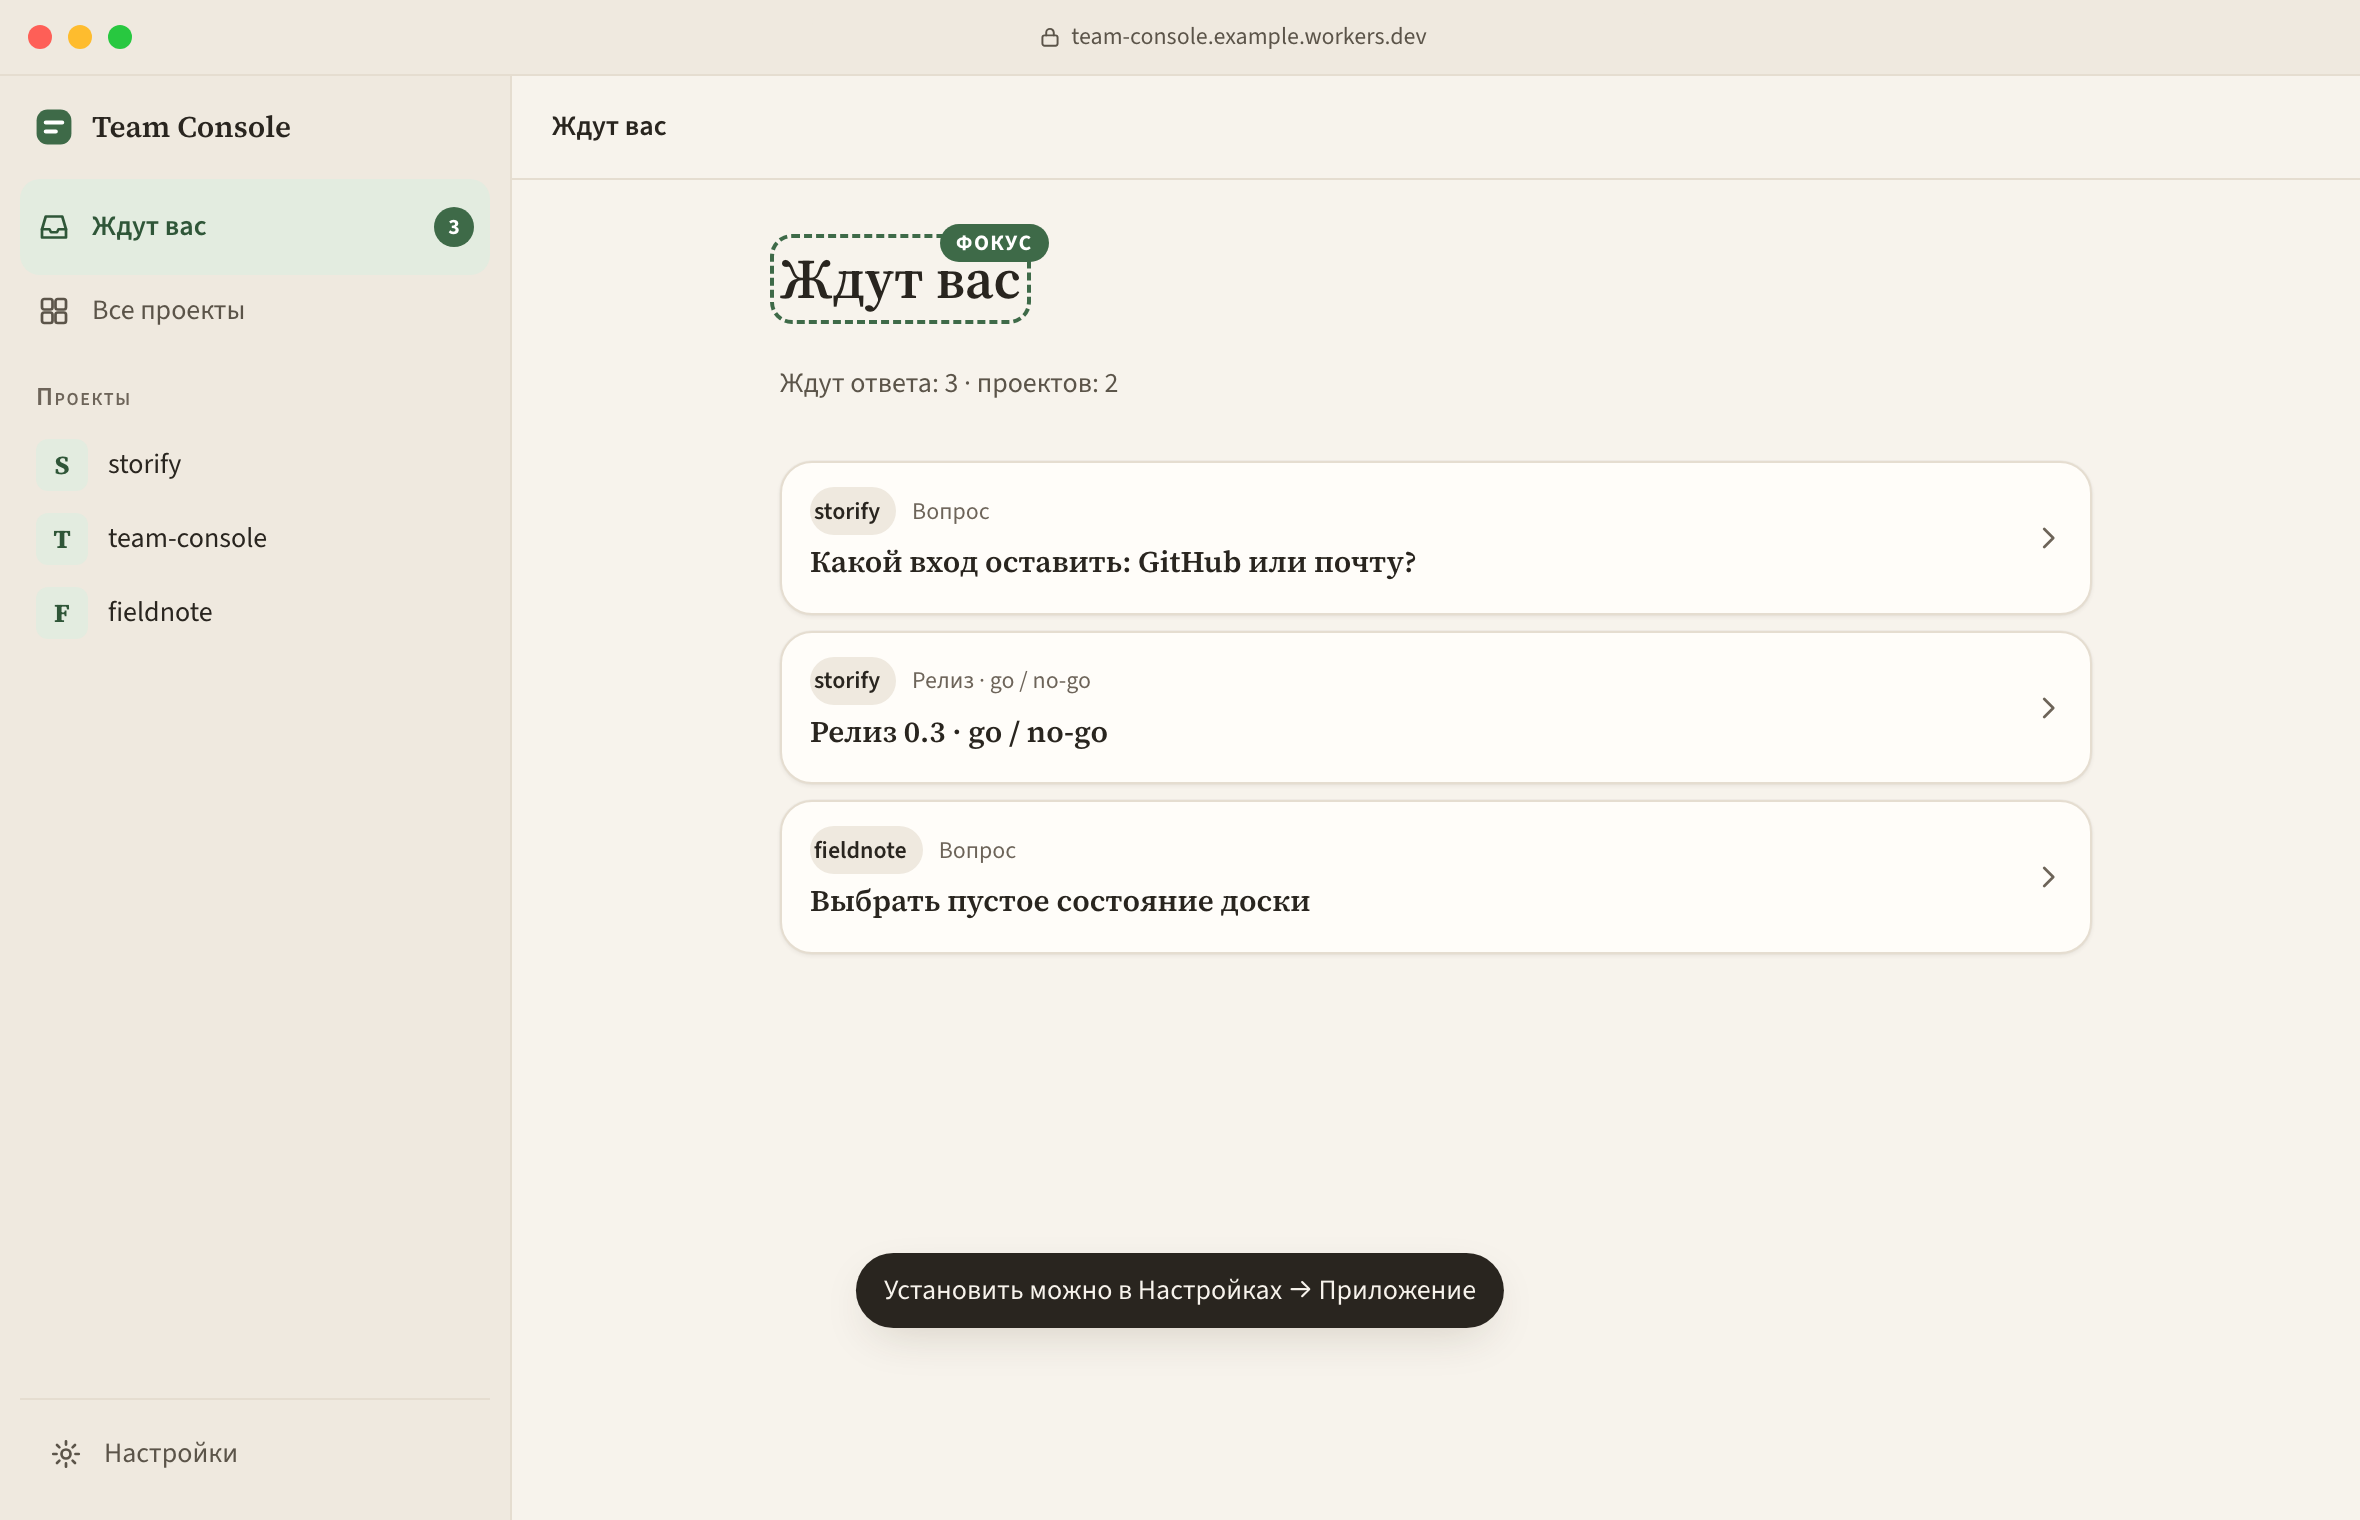 team-console.example.workers.dev
Team Console
Ждут вас
3
Все проекты
Проекты
S storify
T team-console
F fieldnote
Настройки
Ждут вас
ФОКУС
Ждут вас
Ждут ответа: 3 · проектов: 2
storify Вопрос
Какой вход оставить: GitHub или почту?
storify Релиз · go / no-go
Релиз 0.3 · go / no-go
fieldnote Вопрос
Выбрать пустое состояние доски
Установить можно в Настройках → Приложение